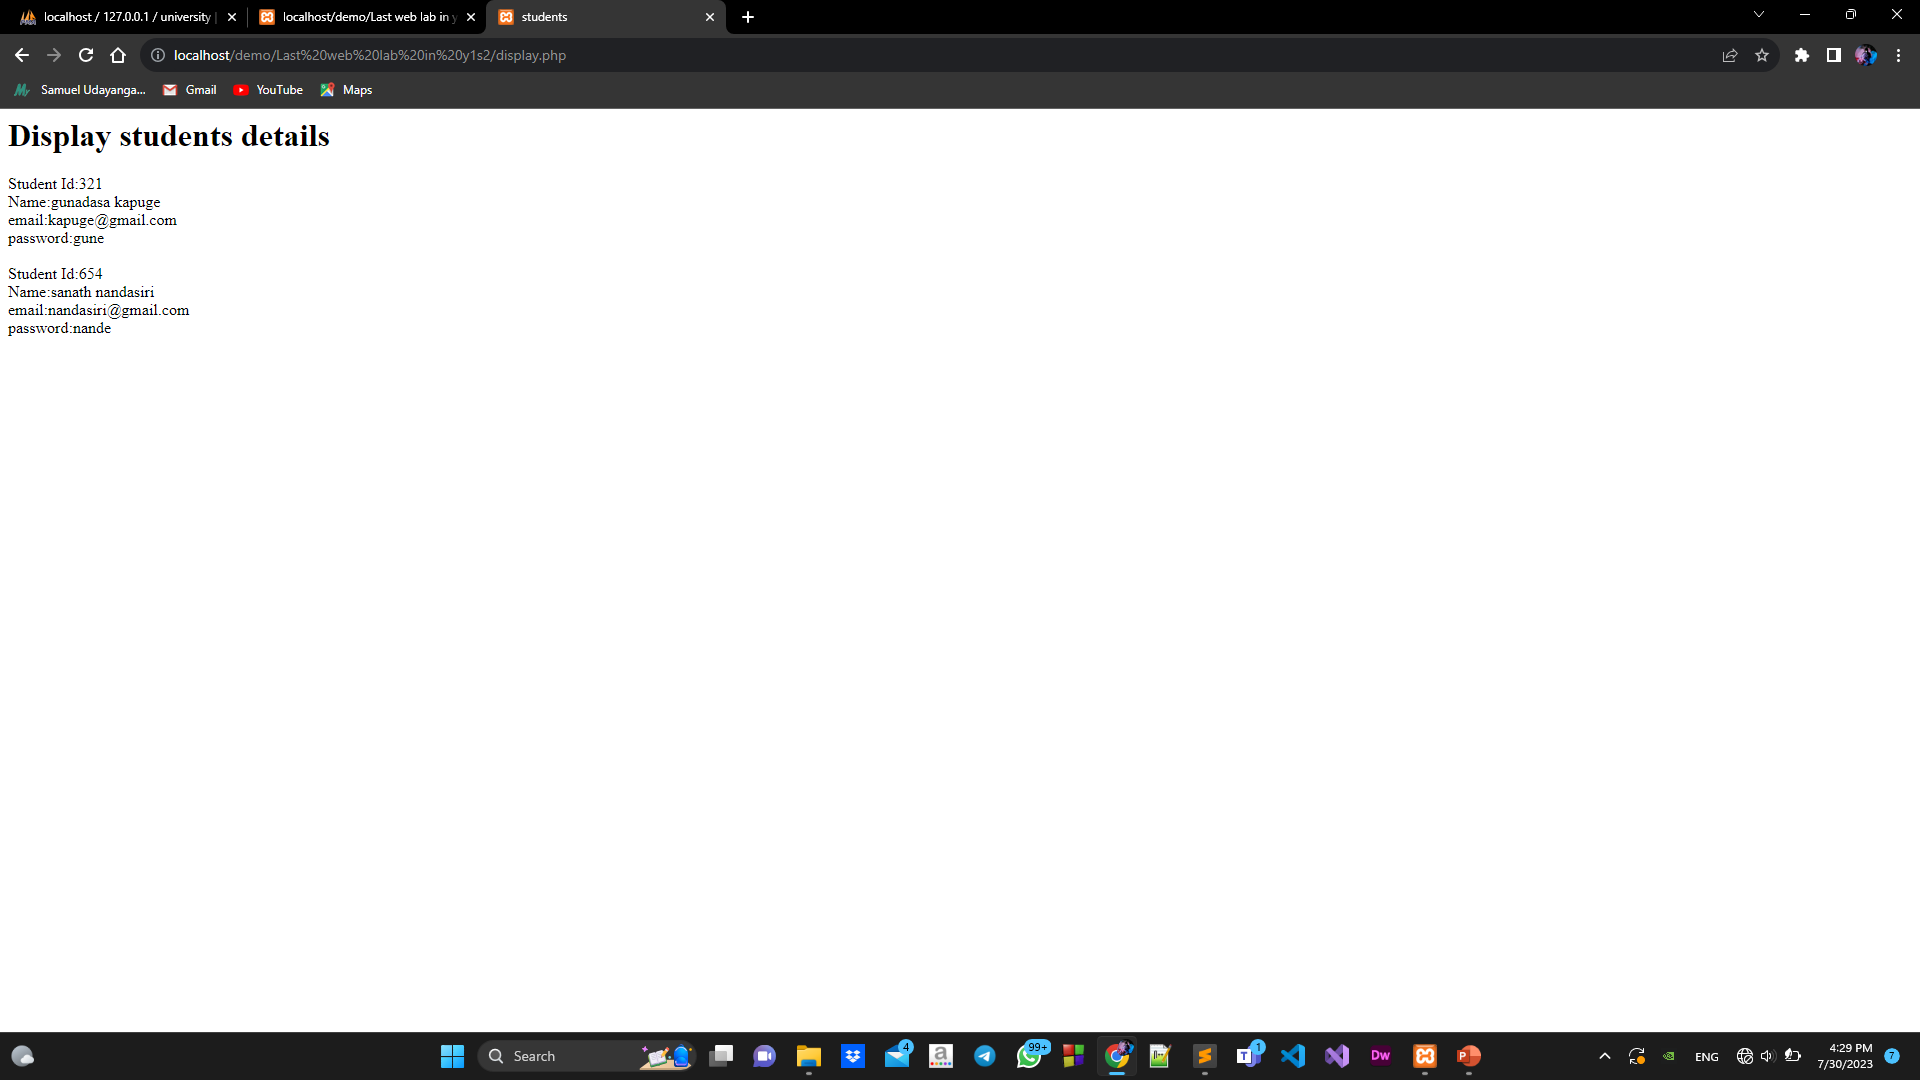 localhost / 127.0.0.1 / university |
localhost/demo/Last web lab in y
students
localhost/demo/Last%20web%20lab%20in%20y1s2/display.php
Samuel Udayanga...
Gmail
YouTube
Maps
Display students details
Student Id:321
Name:gunadasa kapuge
email:kapuge@gmail.com
password:gune
Student Id:654
Name:sanath nandasiri
email:nandasiri@gmail.com
password:nande
Search
4
a
99+
T
1
Dw
P
ENG
4:29 PM
7/30/2023
7